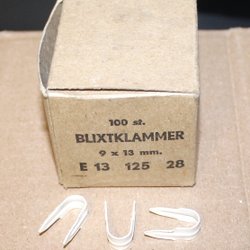 100 st.
BLIXTKLAMMER
9 x 13 mm.
E 13 125 28